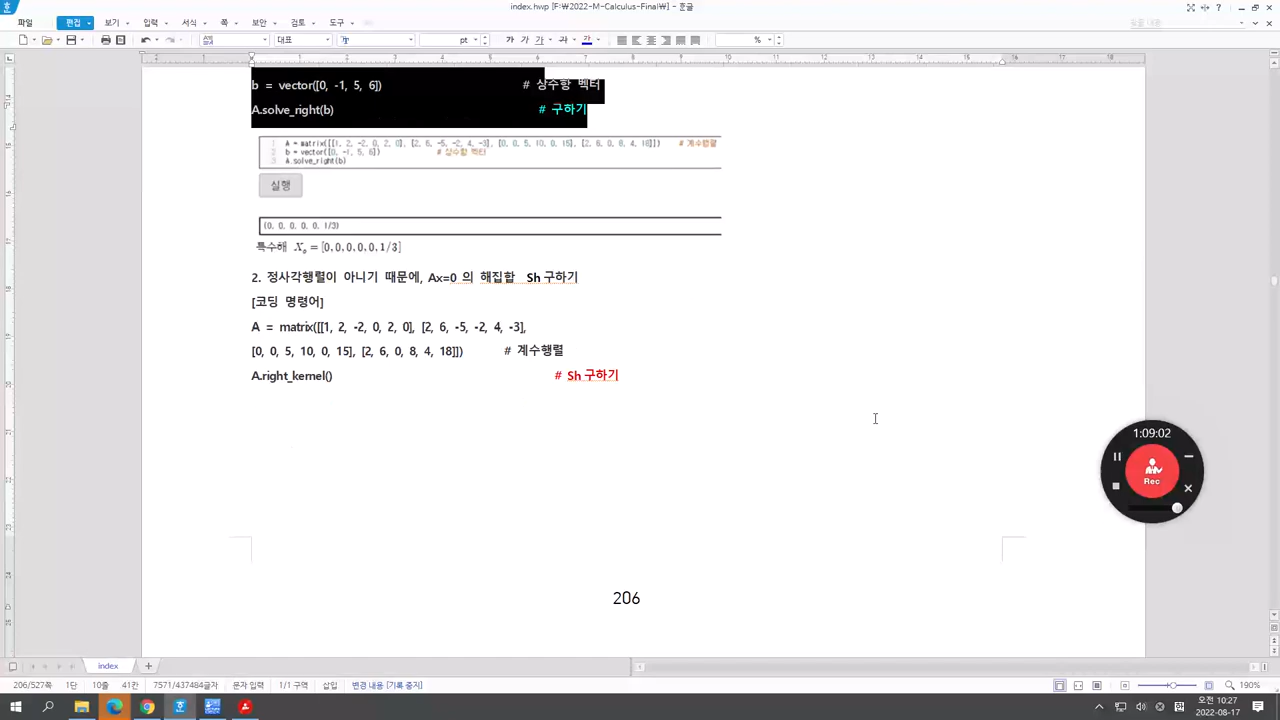 index.hwp [F:\2022-M-Calculus-Final\] - 한글
파일 편집 보기 입력 서식 쪽 보안 검토 도구
대표 pt 가 가 가 가 가 %
b = vector([0, -1, 5, 6]) # 상수항 벡터
A.solve_right(b) # 구하기
1 A = matrix([[1, 2, -2, 0, 2, 0], [2, 6, -5, -2, 4, -3], [0, 0, 5, 10, 0, 15], [2, 6, 0, 8, 4, 18]]) # 계수행렬
2 b = vector([0, -1, 5, 6]) # 상수항 벡터
3 A.solve_right(b)
실행
(0, 0, 0, 0, 0, 1/3)
특수해 X₀ = [0,0,0,0,0,1/3]
2. 정사각행렬이 아니기 때문에, Ax=0 의 해집합 Sh 구하기
[코딩 명령어]
A = matrix([[1, 2, -2, 0, 2, 0], [2, 6, -5, -2, 4, -3],
[0, 0, 5, 10, 0, 15], [2, 6, 0, 8, 4, 18]]) # 계수행렬
A.right_kernel() # Sh 구하기
1:09:02
Rec
206
index
206/527쪽 1단 10줄 41칸 7571/437484글자 문자 입력 1/1 구역 삽입 변경 내용 [기록 중지] 190%
오전 10:27
2022-08-17